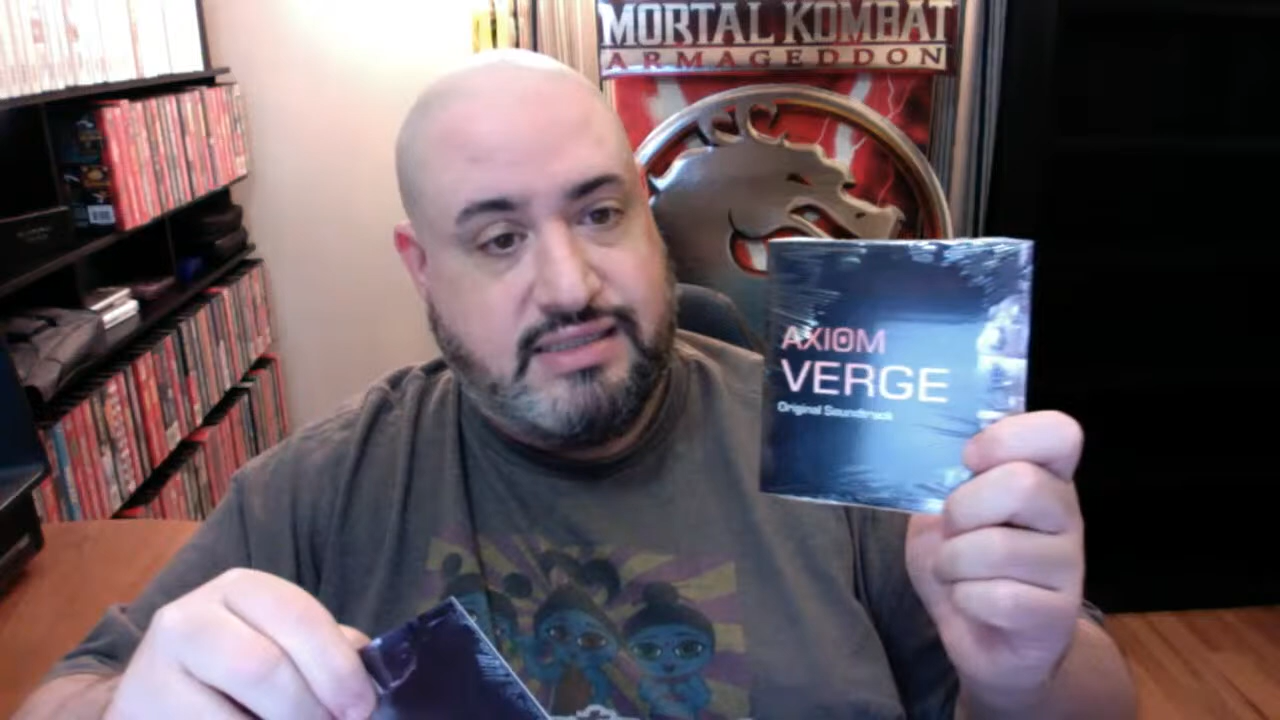 MORTAL KOMBAT
ARMAGEDDON
AXIOM
VERGE
Original Soundtrack